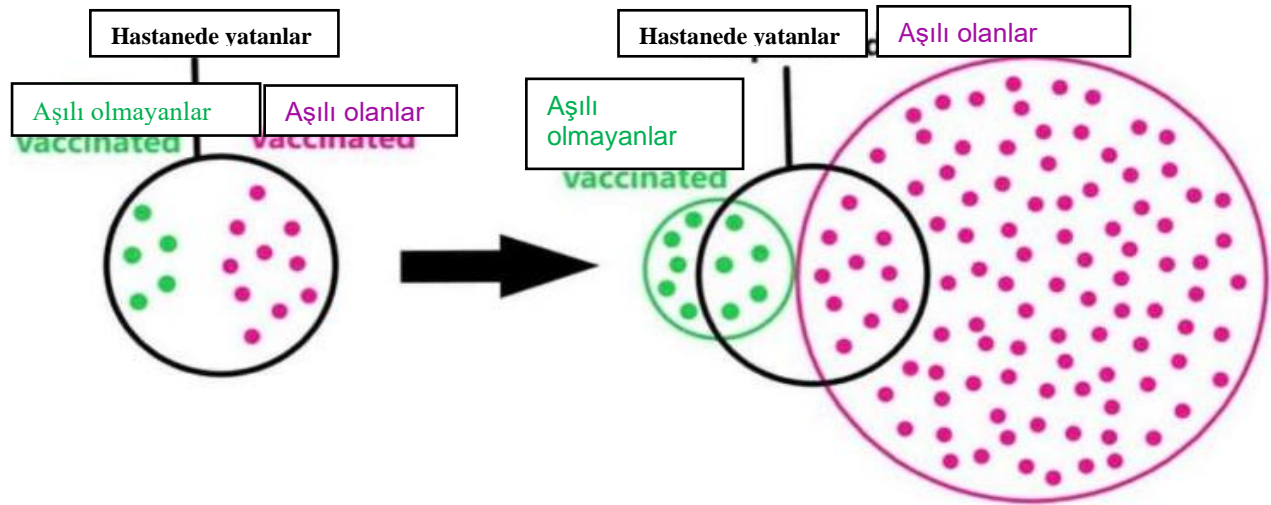 Hastanede yatanlar
Aşılı olmayanlar
Aşılı olanlar
vaccinated
vaccinated
Hastanede yatanlar
Aşılı olanlar
Aşılı
olmayanlar
vaccinated